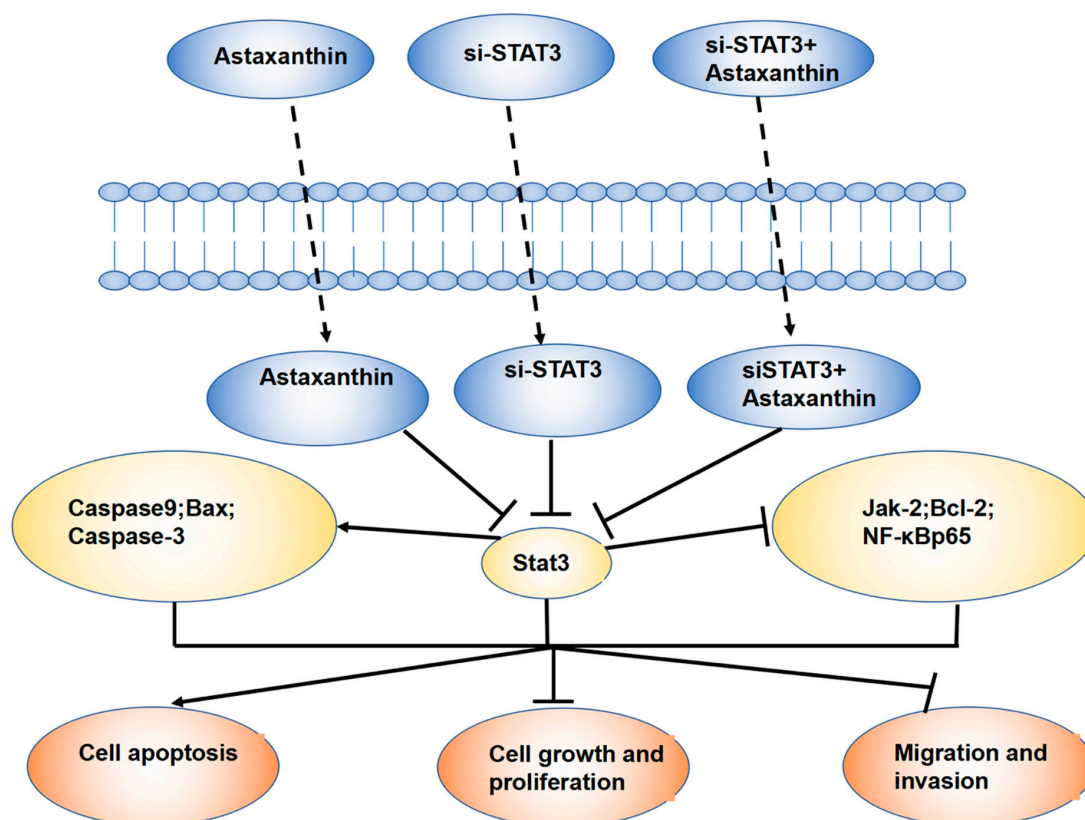 Astaxanthin
si-STAT3
si-STAT3+
Astaxanthin
Astaxanthin
si-STAT3
siSTAT3+
Astaxanthin
Caspase9;Bax;
Caspase-3
Stat3
Jak-2;Bcl-2;
NF-κBp65
Cell apoptosis
Cell growth and
proliferation
Migration and
invasion